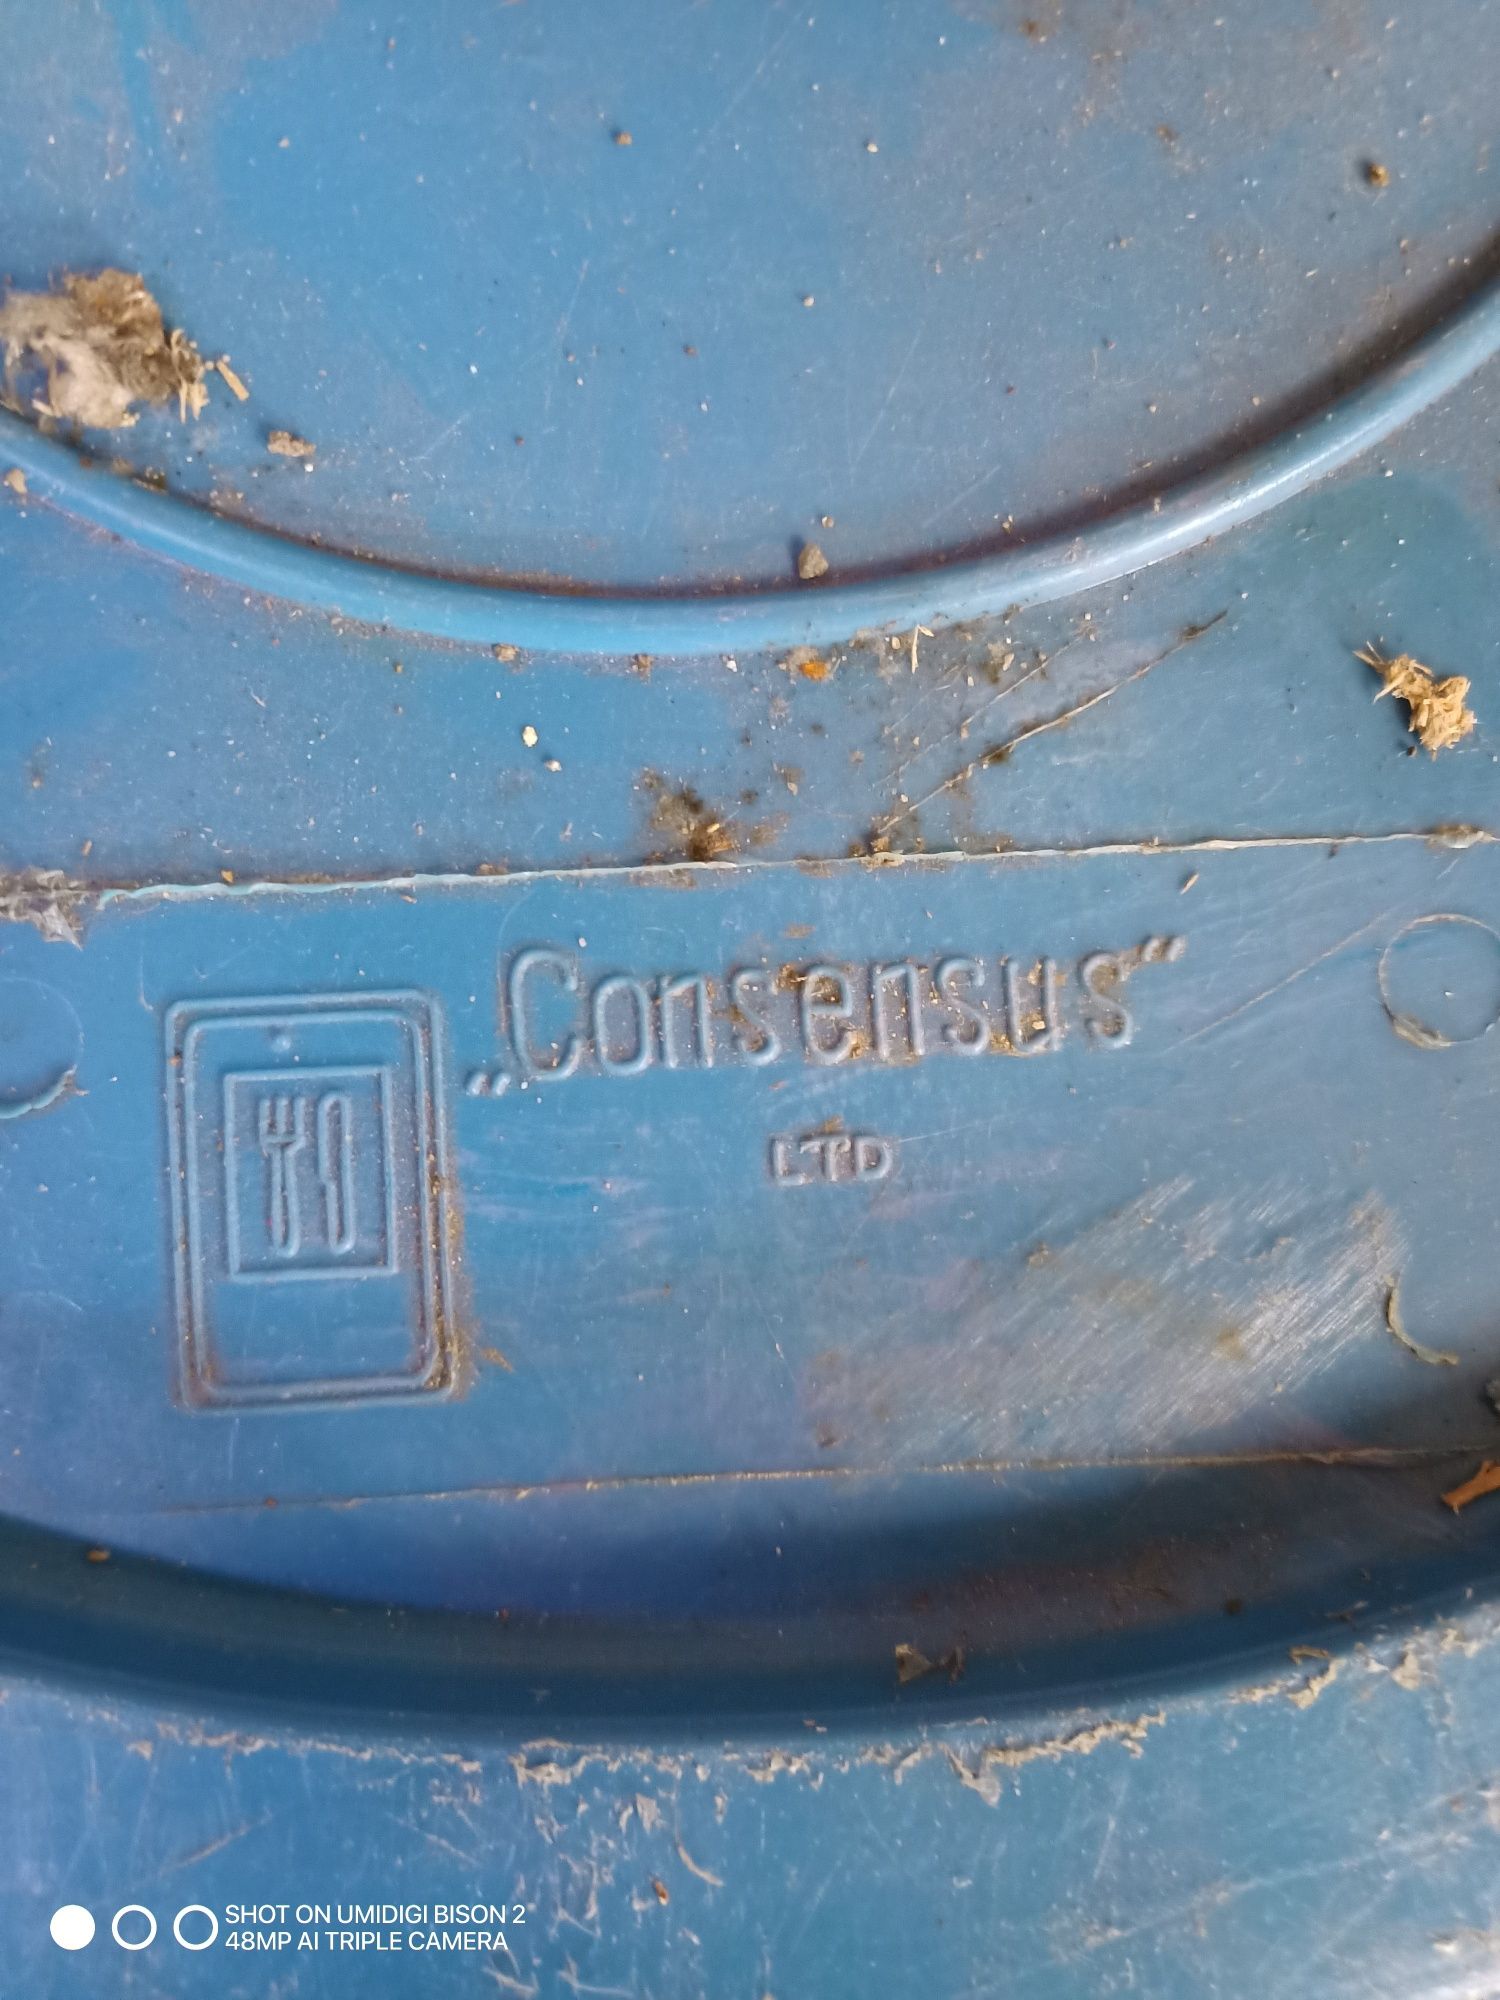 „Consensus“
LTD
SHOT ON UMIDIGI BISON 2
48MP AI TRIPLE CAMERA